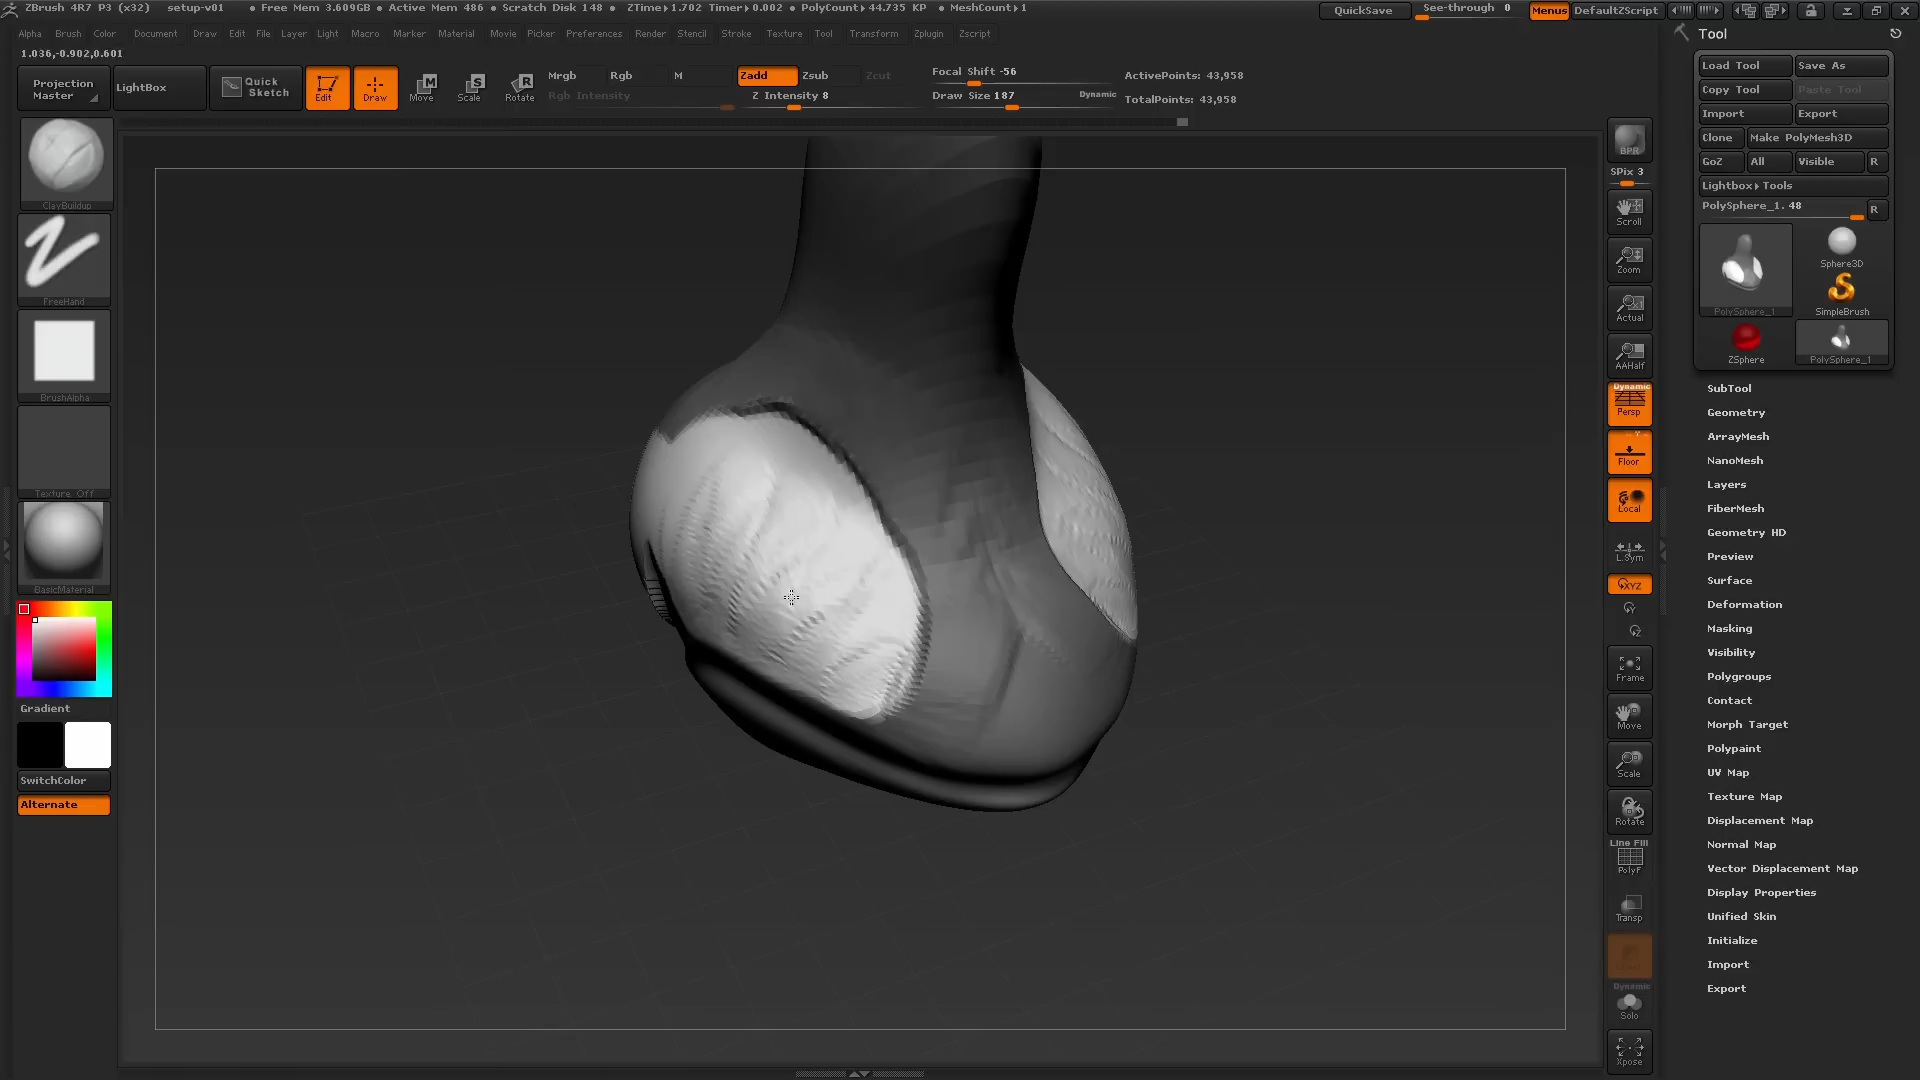 ZBrush 4R7 P3 (x32) setup-v01 • Free Mem 3.609GB • Active Mem 486 • Scratch Disk 148 • ZTime▸1.702 Timer▸0.002 • PolyCount▸44.735 KP • MeshCount▸1 QuickSave See-through 0 Menus DefaultZScript
Alpha Brush Color Document Draw Edit File Layer Light Macro Marker Material Movie Picker Preferences Render Stencil Stroke Texture Tool Transform Zplugin Zscript
1.036,-0.902,0.601
Projection Master
LightBox
Quick Sketch
Edit
Draw
Move
Scale
Rotate
Mrgb Rgb M Zadd Zsub Zcut
Rgb Intensity Z Intensity 8
Focal Shift -56
Draw Size 187 Dynamic
ActivePoints: 43,958
TotalPoints: 43,958
ClayBuildup
FreeHand
BrushAlpha
Texture Off
BasicMaterial
Gradient
SwitchColor
Alternate
BPR
SPix 3
Scroll
Zoom
Actual
AAHalf
Dynamic
Persp
Floor
Local
L.Sym
XYZ
Y
Z
Frame
Move
Scale
Rotate
Line Fill
PolyF
Transp
Dynamic
Solo
Xpose
Tool
Load Tool Save As
Copy Tool Paste Tool
Import Export
Clone Make PolyMesh3D
GoZ All Visible R
Lightbox▸Tools
PolySphere_1. 48 R
PolySphere_1
Sphere3D
SimpleBrush
ZSphere
PolySphere_1
SubTool
Geometry
ArrayMesh
NanoMesh
Layers
FiberMesh
Geometry HD
Preview
Surface
Deformation
Masking
Visibility
Polygroups
Contact
Morph Target
Polypaint
UV Map
Texture Map
Displacement Map
Normal Map
Vector Displacement Map
Display Properties
Unified Skin
Initialize
Import
Export